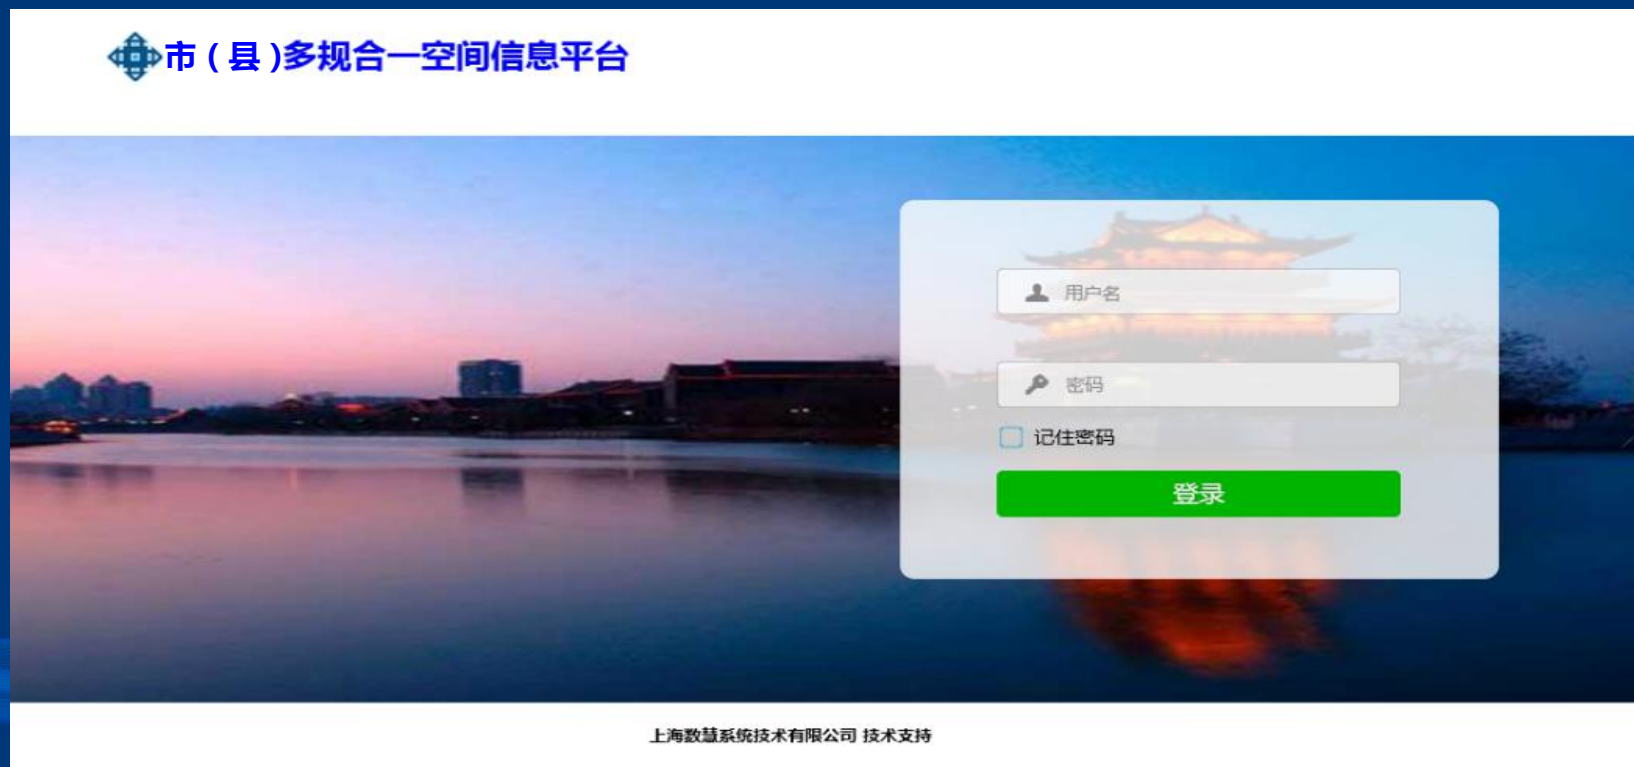 市(县)多规合一空间信息平台
用户名
密码
记住密码
登录
上海数慧系统技术有限公司 技术支持